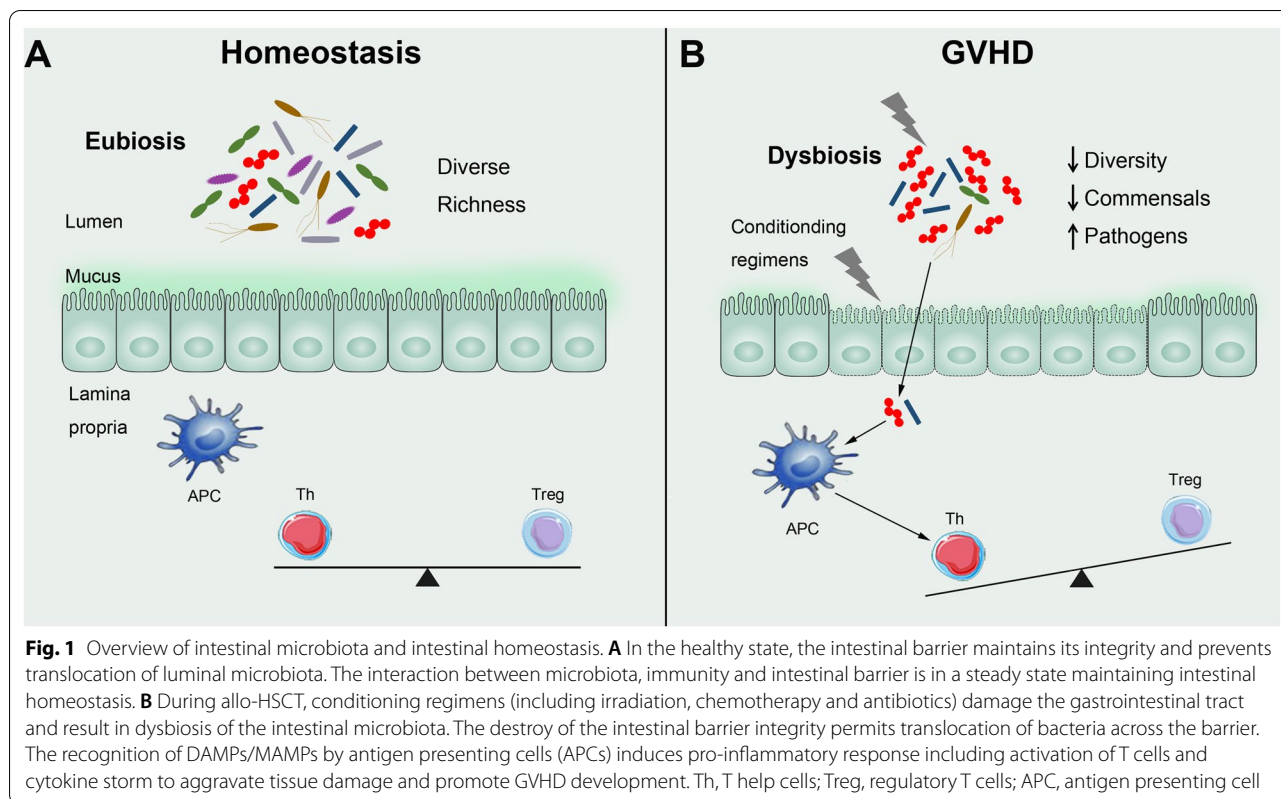 A Homeostasis
Eubiosis
Diverse
Richness
Lumen
Mucus
Lamina
propria
APC
Th
Treg
B GVHD
Dysbiosis
↓ Diversity
↓ Commensals
↑ Pathogens
Conditionding
regimens
APC
Th
Treg
Fig. 1 Overview of intestinal microbiota and intestinal homeostasis. A In the healthy state, the intestinal barrier maintains its integrity and prevents
translocation of luminal microbiota. The interaction between microbiota, immunity and intestinal barrier is in a steady state maintaining intestinal
homeostasis. B During allo-HSCT, conditioning regimens (including irradiation, chemotherapy and antibiotics) damage the gastrointestinal tract
and result in dysbiosis of the intestinal microbiota. The destroy of the intestinal barrier integrity permits translocation of bacteria across the barrier.
The recognition of DAMPs/MAMPs by antigen presenting cells (APCs) induces pro-inflammatory response including activation of T cells and
cytokine storm to aggravate tissue damage and promote GVHD development. Th, T help cells; Treg, regulatory T cells; APC, antigen presenting cell